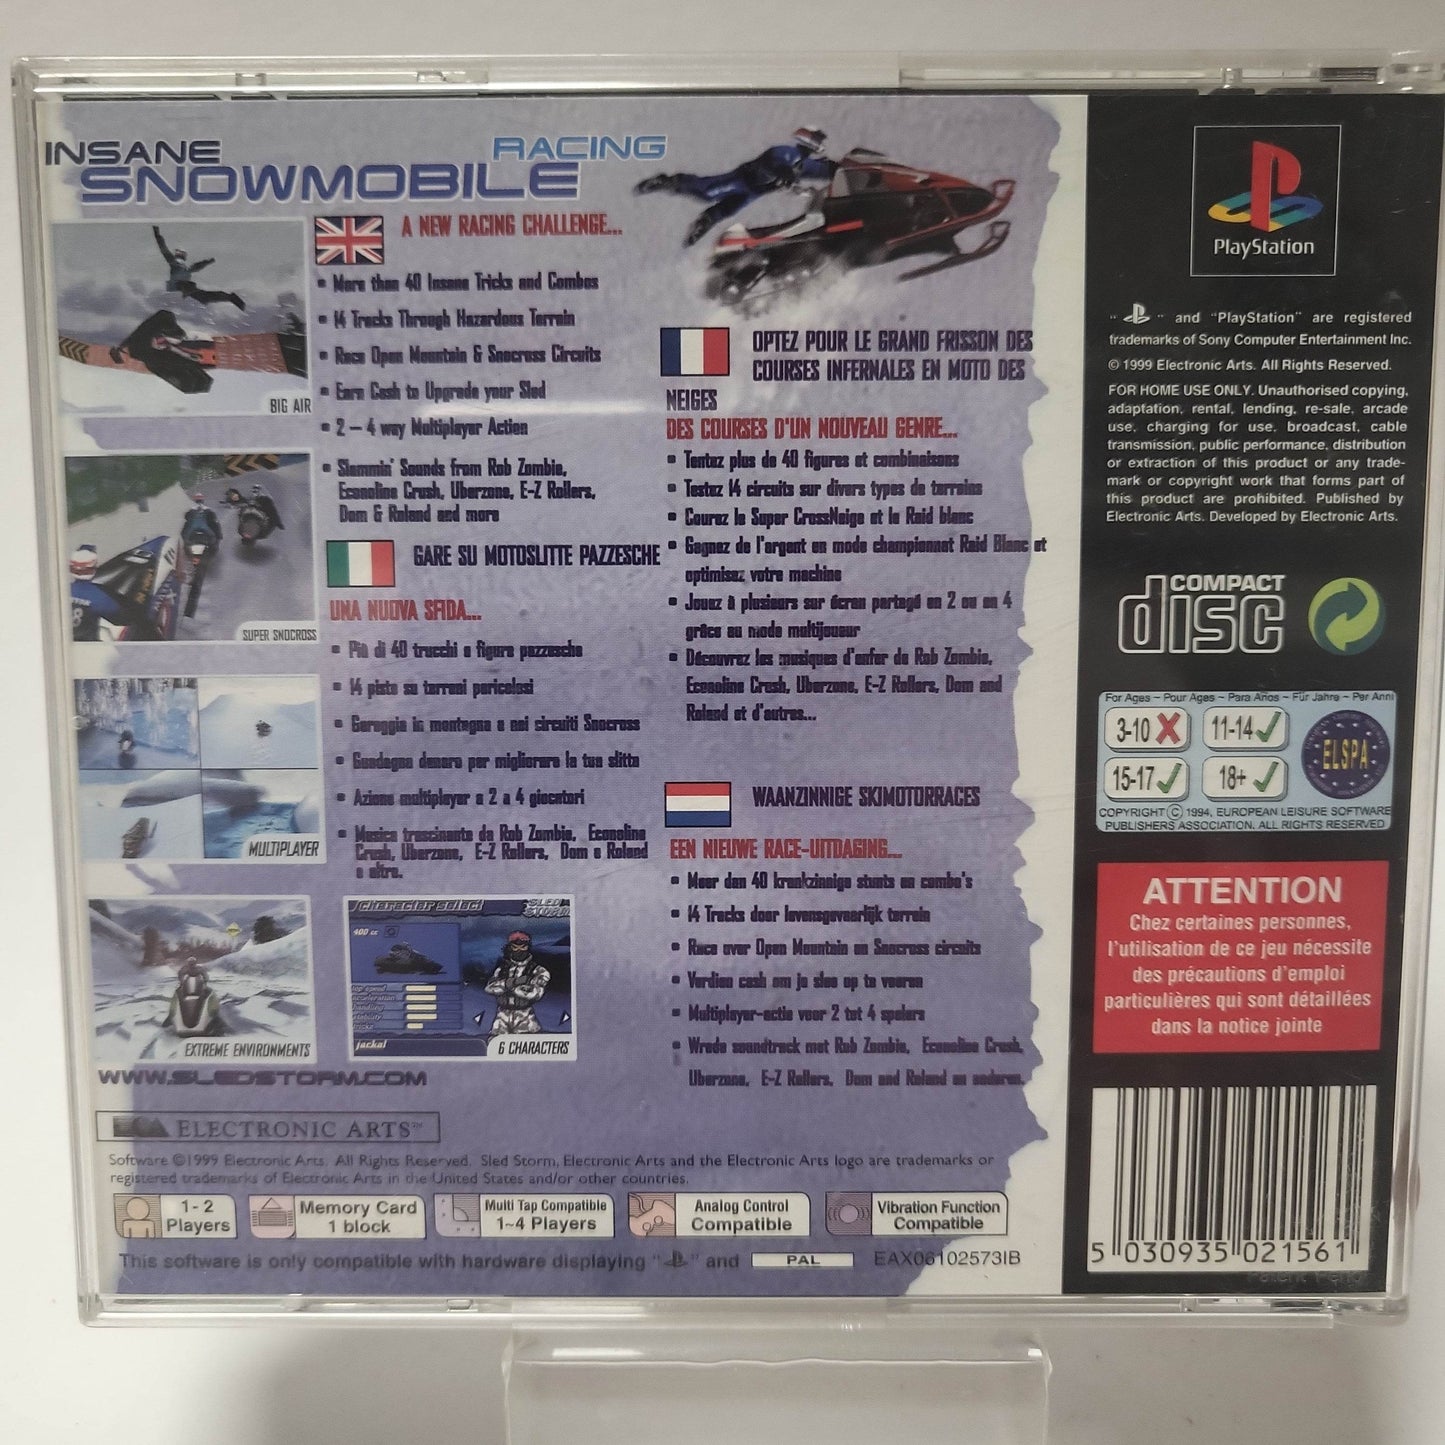 INSANE RACING
SNOWMOBILE
A NEW RACING CHALLENGE...
• More than 40 Insane Tricks and Combos
• 14 Tracks Through Hazardous Terrain
• Race Open Mountain & Snocross Circuits
• Earn Cash to Upgrade your Sled
• 2 – 4 way Multiplayer Action
• Slammin' Sounds from Rob Zombie,
Econoline Crush, Uberzone, E-Z Rollers,
Dom & Roland and more
BIG AIR
SUPER SNOCROSS
MULTIPLAYER
EXTREME ENVIRONMENTS
GARE SU MOTOSLITTE PAZZESCHE
UNA NUOVA SFIDA...
• Più di 40 trucchi e figure pazzesche
• 14 piste su terreni pericolosi
• Gareggia in montagna e nei circuiti Snocross
• Guadagna denaro per migliorare la tua slitta
• Azione multiplayer a 2 a 4 giocatori
• Musica trascinante da Rob Zombie, Econoline
Crush, Uberzone, E-Z Rollers, Dom e Roland
e altro.
character select
SLED
STORM
400 cc
top speed
acceleration
handling
stability
tricks
jackal
6 CHARACTERS
OPTEZ POUR LE GRAND FRISSON DES
COURSES INFERNALES EN MOTO DES
NEIGES
DES COURSES D'UN NOUVEAU GENRE...
• Tentez plus de 40 figures et combinaisons
• Testez 14 circuits sur divers types de terrains
• Courez le Super CrossNeige et le Raid blanc
• Gagnez de l'argent en mode championnat Raid Blanc et
optimisez votre machine
• Jouez à plusieurs sur écran partagé en 2 ou en 4
grâce au mode multijoueur
• Découvrez les musiques d'enfer de Rob Zombie,
Econoline Crush, Uberzone, E-Z Rollers, Dom and
Roland et d'autres...
WAANZINNIGE SKIMOTORRACES
EEN NIEUWE RACE-UITDAGING...
• Meer dan 40 krankzinnige stunts en combo's
• 14 Tracks door levensgevaarlijk terrein
• Race over Open Mountain en Snocross circuits
• Verdien cash om je slee op te voeren
• Multiplayer-actie voor 2 tot 4 spelers
• Wrede soundtrack met Rob Zombie, Econoline Crush,
Uberzone, E-Z Rollers, Dom and Roland en anderen.
WWW.SLEDSTORM.COM
ELECTRONIC ARTS™
Software ©1999 Electronic Arts. All Rights Reserved. Sled Storm, Electronic Arts and the Electronic Arts logo are trademarks or
registered trademarks of Electronic Arts in the United States and/or other countries.
1 - 2
Players
Memory Card
1 block
Multi Tap Compatible
1~4 Players
Analog Control
Compatible
Vibration Function
Compatible
This software is only compatible with hardware displaying " " and PAL EAX06102573IB
PlayStation
" " and "PlayStation" are registered
trademarks of Sony Computer Entertainment Inc.
© 1999 Electronic Arts. All Rights Reserved.
FOR HOME USE ONLY. Unauthorised copying,
adaptation, rental, lending, re-sale, arcade
use, charging for use, broadcast, cable
transmission, public performance, distribution
or extraction of this product or any trade-
mark or copyright work that forms part of
this product are prohibited. Published by
Electronic Arts. Developed by Electronic Arts.
COMPACT
disc
For Ages ~ Pour Ages ~ Para Años ~ Für Jahre ~ Per Anni
3-10 11-14
15-17 18+
ELSPA
COPYRIGHT © 1994, EUROPEAN LEISURE SOFTWARE
PUBLISHERS ASSOCIATION. ALL RIGHTS RESERVED
ATTENTION
Chez certaines personnes,
l'utilisation de ce jeu nécessite
des précautions d'emploi
particulières qui sont détaillées
dans la notice jointe
5 030935 021561